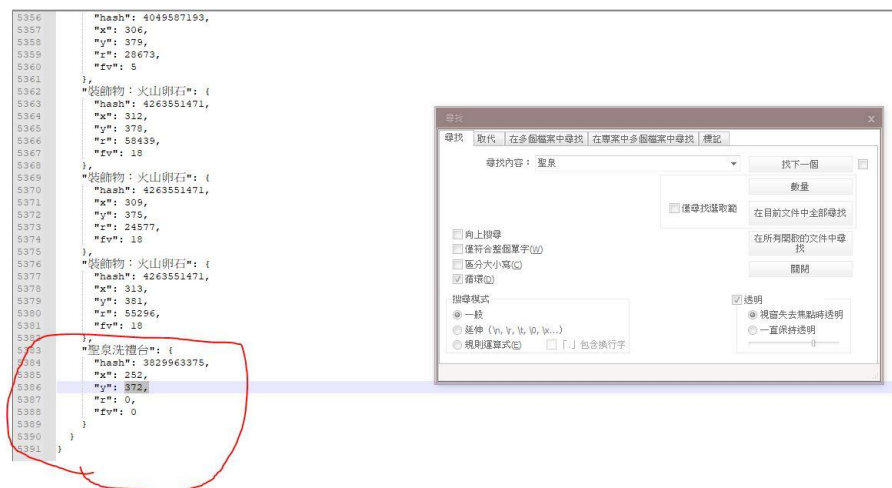 5356 "hash": 4049587193,
5357 "x": 306,
5358 "y": 379,
5359 "r": 28673,
5360 "fv": 5
5361 },
5362 "裝飾物：火山卵石": {
5363 "hash": 4263551471,
5364 "x": 312,
5365 "y": 378,
5366 "r": 58439,
5367 "fv": 18
5368 },
5369 "裝飾物：火山卵石": {
5370 "hash": 4263551471,
5371 "x": 309,
5372 "y": 375,
5373 "r": 24577,
5374 "fv": 18
5375 },
5376 "裝飾物：火山卵石": {
5377 "hash": 4263551471,
5378 "x": 313,
5379 "y": 381,
5380 "r": 55296,
5381 "fv": 18
5382 },
5383 "聖泉洗禮台": {
5384 "hash": 3829963375,
5385 "x": 252,
5386 "y": 372,
5387 "r": 0,
5388 "fv": 0
5389 }
5390 }
5391 }
尋找 x
尋找 取代 在多個檔案中尋找 在專案中多個檔案中尋找 標記
尋找內容： 聖泉
找下一個
數量
僅尋找選取範
在目前文件中全部尋找
在所有開啟的文件中尋找
關閉
向上搜尋
僅符合整個單字(W)
區分大小寫(C)
循環(D)
搜尋模式
一般
延伸（\n, \r, \t, \0, \x...）
規則運算式(E) 「.」包含換行字
透明
視窗失去焦點時透明
一直保持透明